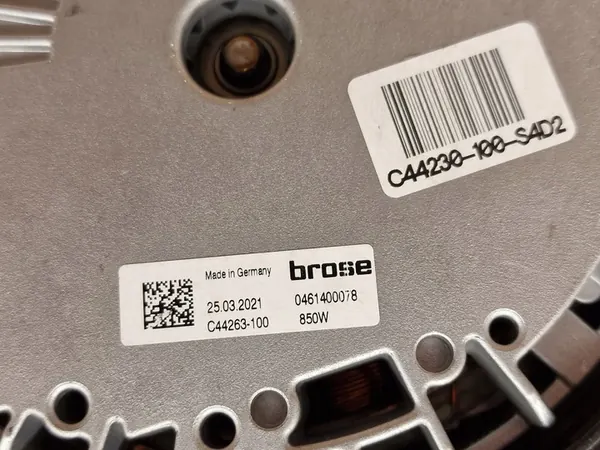 C44230-100-S4D2
Made in Germany brose
25.03.2021 0461400078
C44263-100 850W